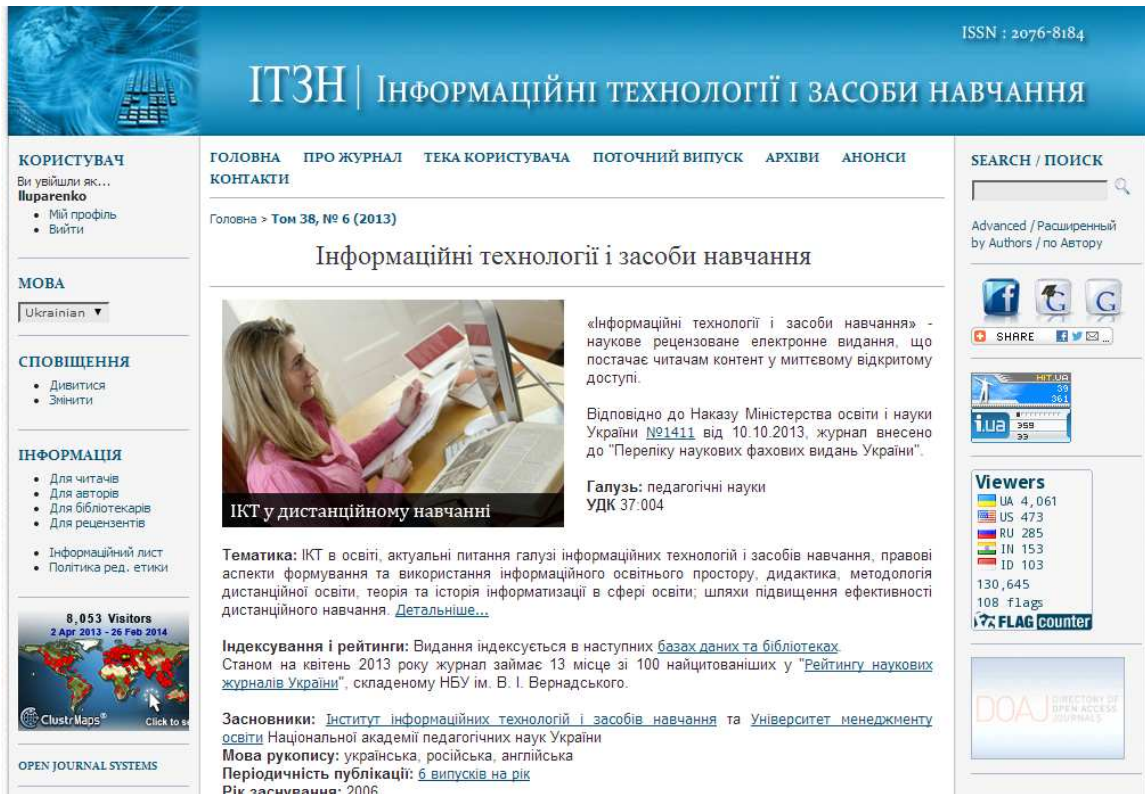 ISSN : 2076-8184
ІТЗН | Інформаційні технології і засоби навчання
КОРИСТУВАЧ
Ви увійшли як...
lluparenko
Мій профіль
Вийти
МОВА
Ukrainian
СПОВІЩЕННЯ
Дивитися
Змінити
ІНФОРМАЦІЯ
Для читачів
Для авторів
Для бібліотекарів
Для рецензентів
Інформаційний лист
Політика ред. етики
8,053 Visitors
2 Apr 2013 - 26 Feb 2014
ClustrMaps®
Click to se
OPEN JOURNAL SYSTEMS
ГОЛОВНА ПРО ЖУРНАЛ ТЕКА КОРИСТУВАЧА ПОТОЧНИЙ ВИПУСК АРХІВИ АНОНСИ
КОНТАКТИ
Головна > Том 38, № 6 (2013)
Інформаційні технології і засоби навчання
ІКТ у дистанційному навчанні
«Інформаційні технології і засоби навчання» -
наукове рецензоване електронне видання, що
постачає читачам контент у миттєвому відкритому
доступі.
Відповідно до Наказу Міністерства освіти і науки
України №1411 від 10.10.2013, журнал внесено
до "Переліку наукових фахових видань України".
Галузь: педагогічні науки
УДК 37:004
Тематика: ІКТ в освіті, актуальні питання галузі інформаційних технологій і засобів навчання, правові
аспекти формування та використання інформаційного освітнього простору, дидактика, методологія
дистанційної освіти, теорія та історія інформатизації в сфері освіти; шляхи підвищення ефективності
дистанційного навчання. Детальніше...
Індексування і рейтинги: Видання індексується в наступних базах даних та бібліотеках.
Станом на квітень 2013 року журнал займає 13 місце зі 100 найцитованіших у "Рейтингу наукових
журналів України", складеному НБУ ім. В. І. Вернадського.
Засновники: Інститут інформаційних технологій і засобів навчання та Університет менеджменту
освіти Національної академії педагогічних наук України
Мова рукопису: українська, російська, англійська
Періодичність публікації: 6 випусків на рік
Рік заснування: 2006
SEARCH / ПОИСК
Advanced / Расширенный
by Authors / по Автору
SHARE
HIT.UA
39
361
i.ua
359
33
Viewers
UA 4,061
US 473
RU 285
IN 153
ID 103
130,645
108 flags
FLAG counter
DOAJ DIRECTORY OF
OPEN ACCESS
JOURNALS